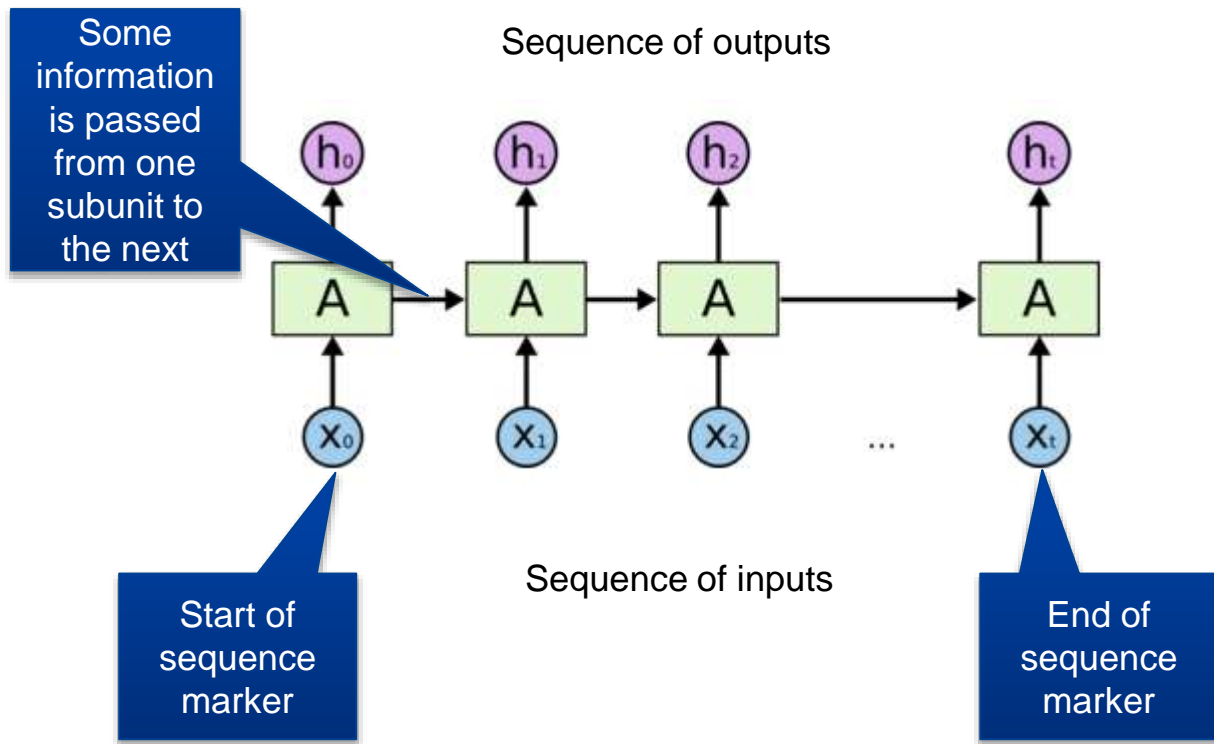 Some
information
is passed
from one
subunit to
the next
Sequence of outputs
h₀ h₁ h₂ hₜ
A A A A
x₀ x₁ x₂ ... xₜ
Sequence of inputs
Start of
sequence
marker
End of
sequence
marker